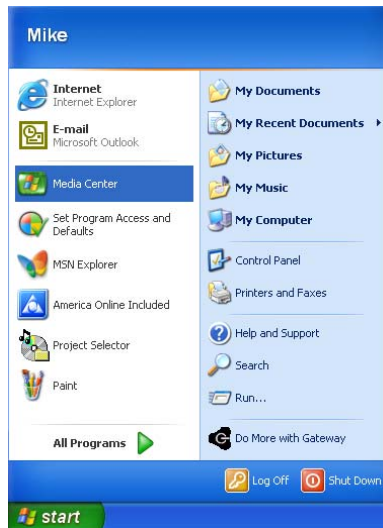 Mike
Internet
Internet Explorer
E-mail
Microsoft Outlook
Media Center
Set Program Access and
Defaults
MSN Explorer
America Online Included
Project Selector
Paint
All Programs
My Documents
My Recent Documents
My Pictures
My Music
My Computer
Control Panel
Printers and Faxes
Help and Support
Search
Run...
Do More with Gateway
Log Off
Shut Down
start